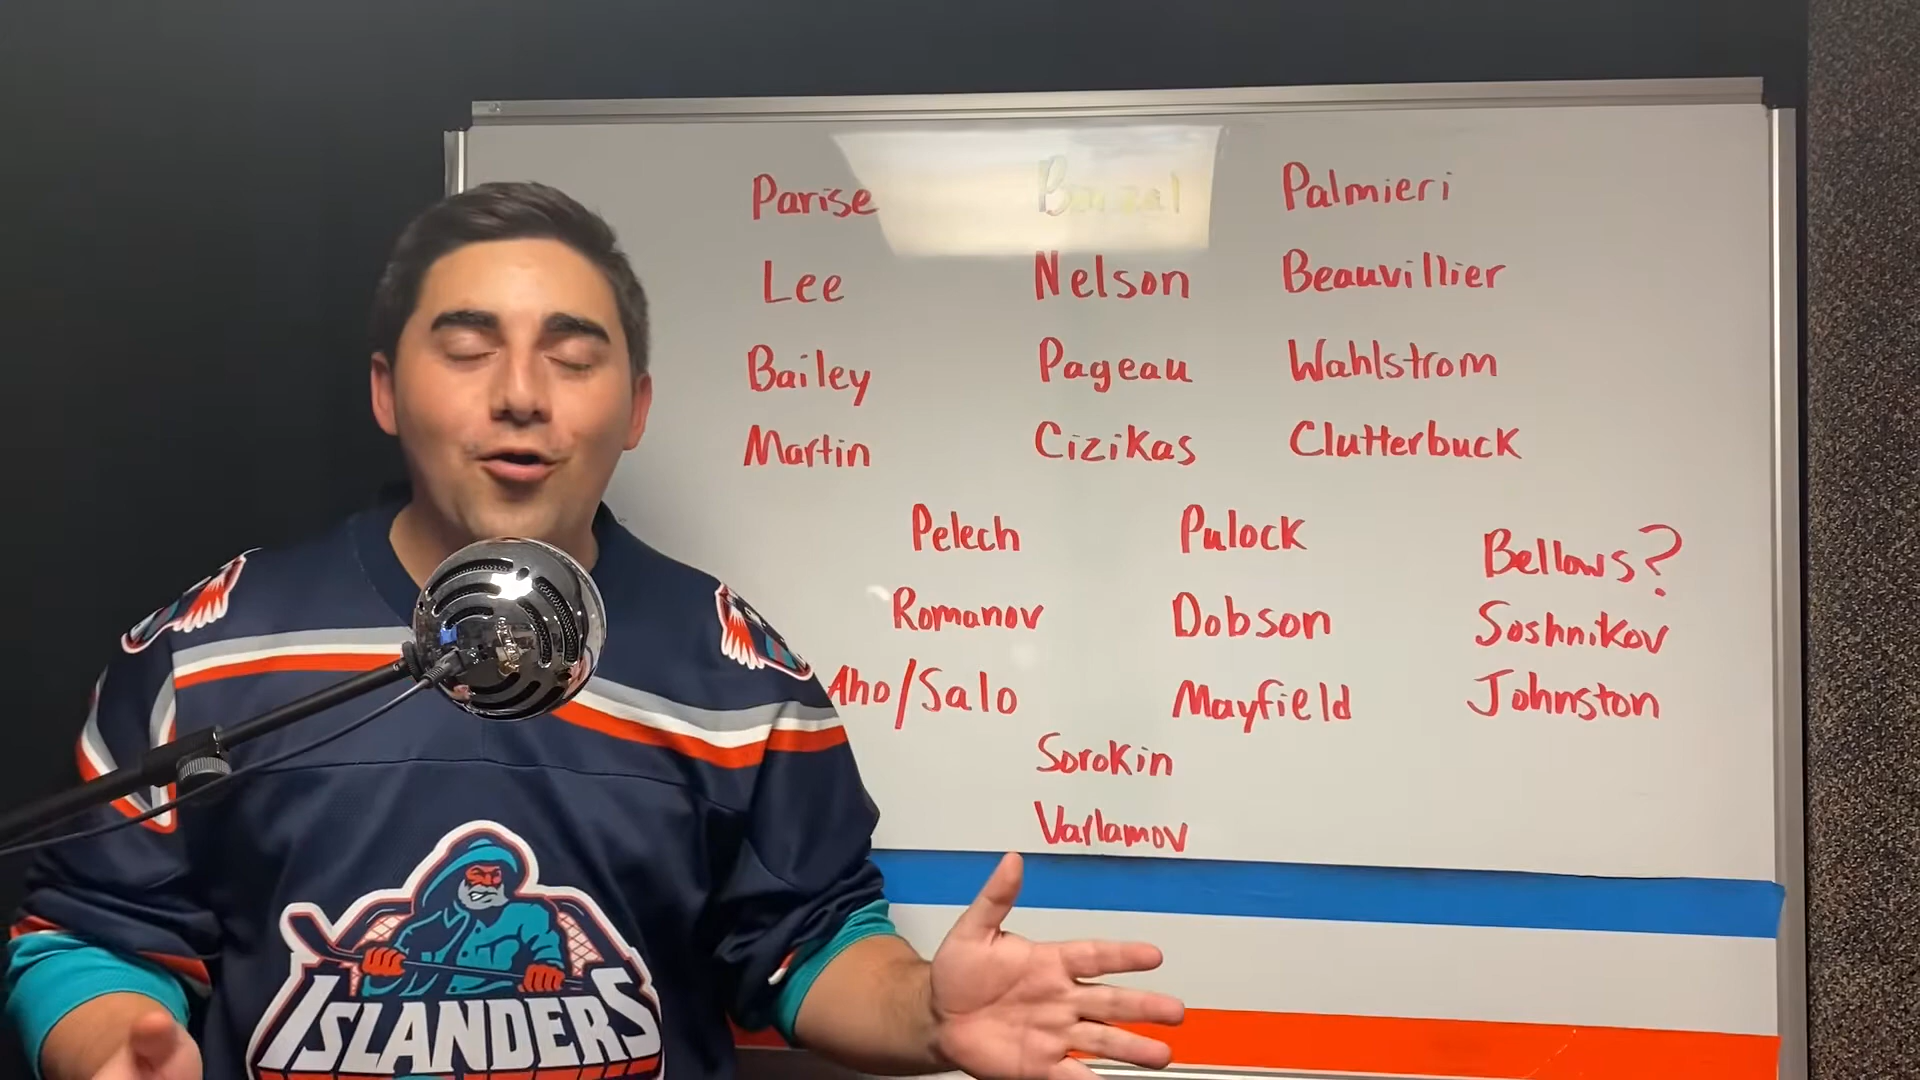 Parise Barzal Palmieri
Lee Nelson Beauvillier
Bailey Pageau Wahlstrom
Martin Cizikas Clutterbuck
Pelech Pulock Bellows?
Romanov Dobson Soshnikov
Aho/Salo Mayfield Johnston
Sorokin
Varlamov
ISLANDERS